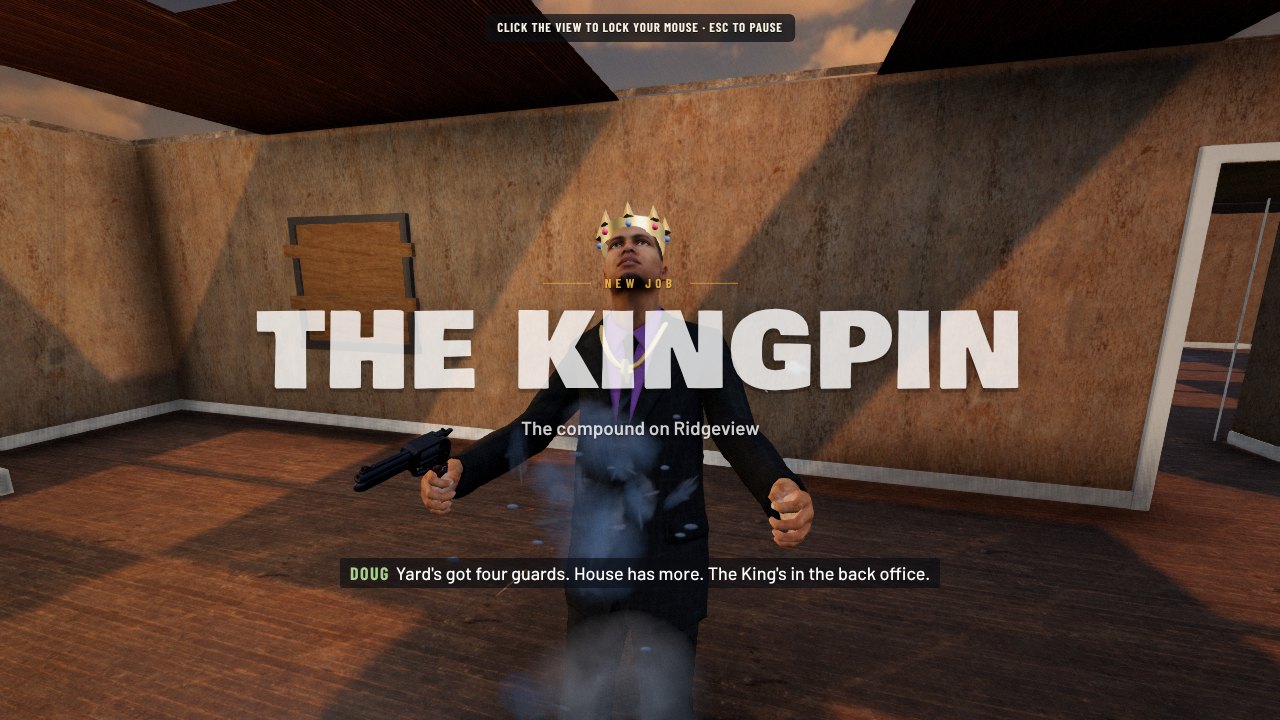 CLICK THE VIEW TO LOCK YOUR MOUSE · ESC TO PAUSE
NEW JOB
THE KINGPIN
The compound on Ridgeview
DOUG Yard's got four guards. House has more. The King's in the back office.